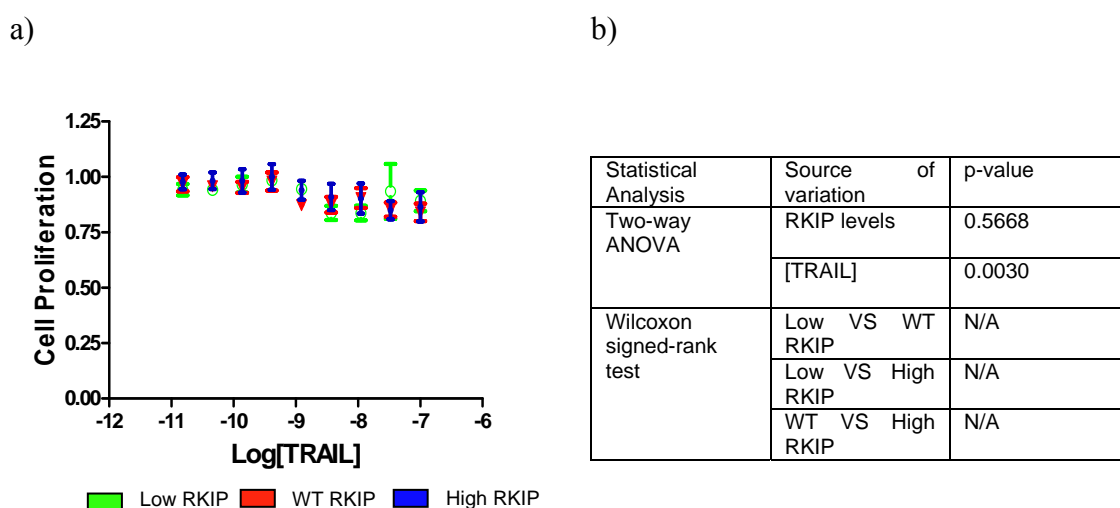 a)
b)
1.25
1.00
0.75
0.50
0.25
0.00
Cell Proliferation
-12 -11 -10 -9 -8 -7 -6
Log[TRAIL]
Low RKIP WT RKIP High RKIP
Statistical Analysis
Source of variation
p-value
Two-way ANOVA
RKIP levels
0.5668
[TRAIL]
0.0030
Wilcoxon signed-rank test
Low VS WT RKIP
N/A
Low VS High RKIP
N/A
WT VS High RKIP
N/A